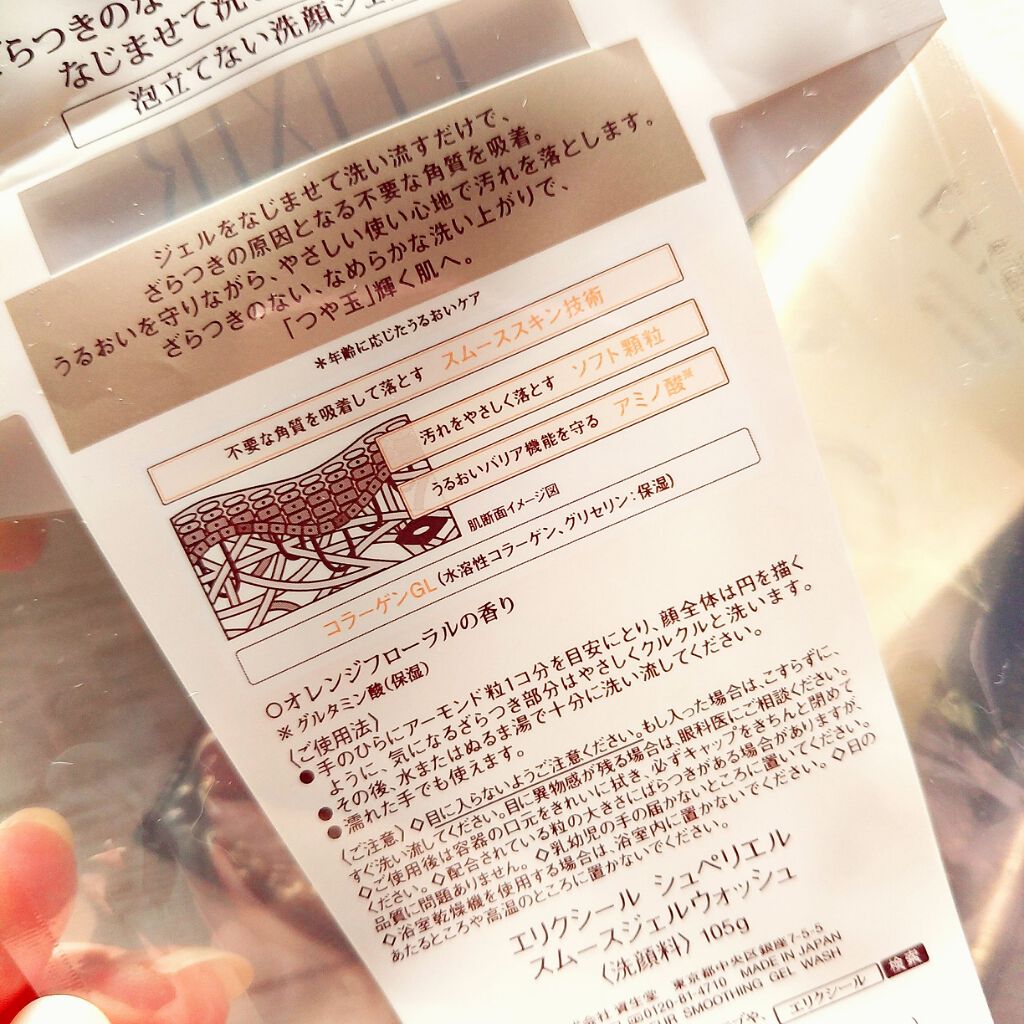 らつきのな
なじませて洗い
泡立てない洗顔ジェル
ELIXIR
ジェルをなじませて洗い流すだけで、
ざらつきの原因となる不要な角質を吸着。
うるおいを守りながら、やさしい使い心地で汚れを落とします。
ざらつきのない、なめらかな洗い上がりで、
「つや玉」輝く肌へ。
*年齢に応じたうるおいケア
不要な角質を吸着して落とす スムーススキン技術
汚れをやさしく落とす ソフト顆粒
うるおいバリア機能を守る アミノ酸※
肌断面イメージ図
コラーゲンGL(水溶性コラーゲン、グリセリン:保湿)
○オレンジフローラルの香り
※グルタミン酸(保湿)
〈ご使用法〉
●手のひらにアーモンド粒1コ分を目安にとり、顔全体は円を描く
ように、気になるざらつき部分はやさしくクルクルと洗います。
●その後、水またはぬるま湯で十分に洗い流してください。
●濡れた手でも使えます。
〈ご注意〉◇目に入らないようご注意ください。もし入った場合は、こすらずに、
すぐ洗い流してください。目に異物感が残る場合は、眼科医にご相談ください。
◇ご使用後は容器の口元をきれいに拭き、必ずキャップをきちんと閉めて
ください。◇配合されている粒の大きさにばらつきがある場合がありますが、
品質に問題ありません。◇乳幼児の手の届かないところに置いてください。
◇浴室乾燥機を使用する場合は、浴室内に置かないでください。◇日の
あたるところや高温のところに置かないでください。
エリクシール シュペリエル
スムースジェルウォッシュ
〈洗顔料〉 105g
資生堂 東京都中央区銀座7-5-5
0120-81-4710 MADE IN JAPAN
SMOOTHING GEL WASH
エリクシール 検索